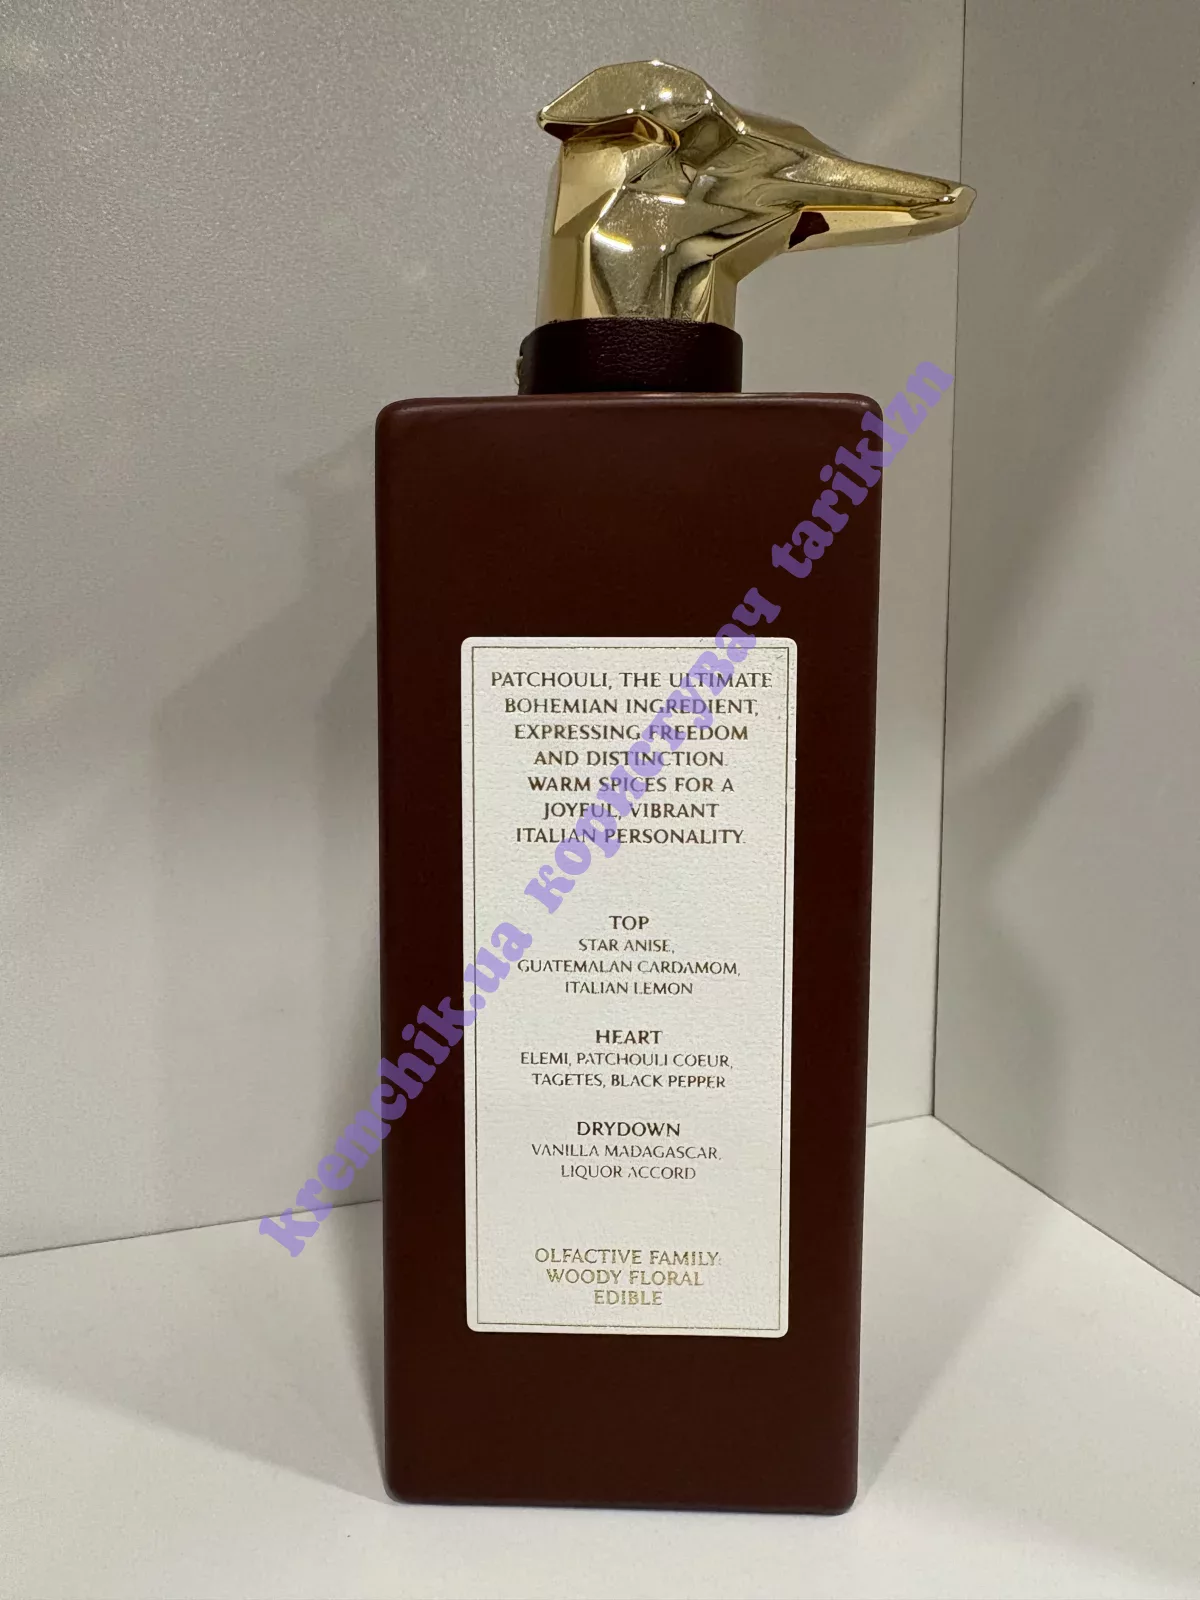 PATCHOULI, THE ULTIMATE
BOHEMIAN INGREDIENT,
EXPRESSING FREEDOM
AND DISTINCTION.
WARM SPICES FOR A
JOYFUL, VIBRANT
ITALIAN PERSONALITY.
TOP
STAR ANISE,
GUATEMALAN CARDAMOM,
ITALIAN LEMON
HEART
ELEMI, PATCHOULI COEUR,
TAGETES, BLACK PEPPER
DRYDOWN
VANILLA MADAGASCAR,
LIQUOR ACCORD
OLFACTIVE FAMILY:
WOODY FLORAL
EDIBLE
kremchik.ua користувач tariklzn